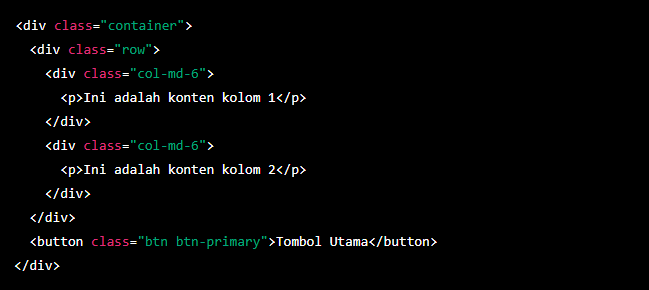 <div class="container">
  <div class="row">
    <div class="col-md-6">
      <p>Ini adalah konten kolom 1</p>
    </div>
    <div class="col-md-6">
      <p>Ini adalah konten kolom 2</p>
    </div>
  </div>
  <button class="btn btn-primary">Tombol Utama</button>
</div>